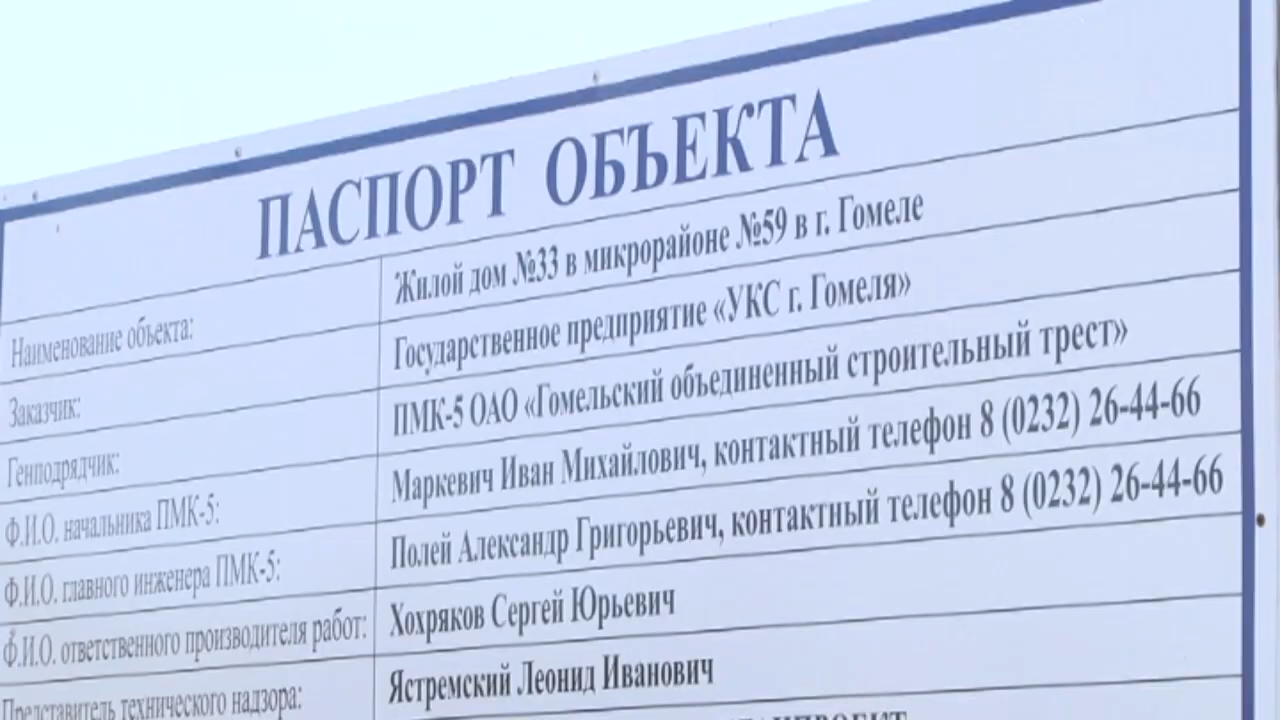 ПАСПОРТ ОБЪЕКТА
Наименование объекта: Жилой дом №33 в микрорайоне №59 в г. Гомеле
Заказчик: Государственное предприятие «УКС г. Гомеля»
Генподрядчик: ПМК-5 ОАО «Гомельский объединенный строительный трест»
Ф.И.О. начальника ПМК-5: Маркевич Иван Михайлович, контактный телефон 8 (0232) 26-44-66
Ф.И.О. главного инженера ПМК-5: Полей Александр Григорьевич, контактный телефон 8 (0232) 26-44-66
Ф.И.О. ответственного производителя работ: Хохряков Сергей Юрьевич
Представитель технического надзора: Ястремский Леонид Иванович